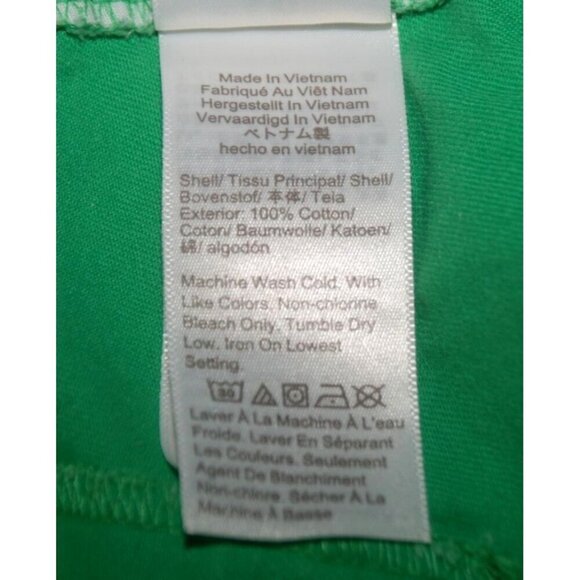 Made In Vietnam
Fabriqué Au Viêt Nam
Hergestellt In Vietnam
Vervaardigd In Vietnam
ベトナム製
hecho en vietnam
Shell/ Tissu Principal/ Shell/
Bovenstof/ 本体/ Tela
Exterior: 100% Cotton/
Coton/ Baumwolle/ Katoen/
綿/ algodón
Machine Wash Cold. With
Like Colors. Non-chlorine
Bleach Only. Tumble Dry
Low. Iron On Lowest
Setting.
30
Laver À La Machine À L'eau
Froide. Laver En Séparant
Les Couleurs. Seulement
Agent De Blanchiment
Non-chlore. Sécher À La
Machine À Basse